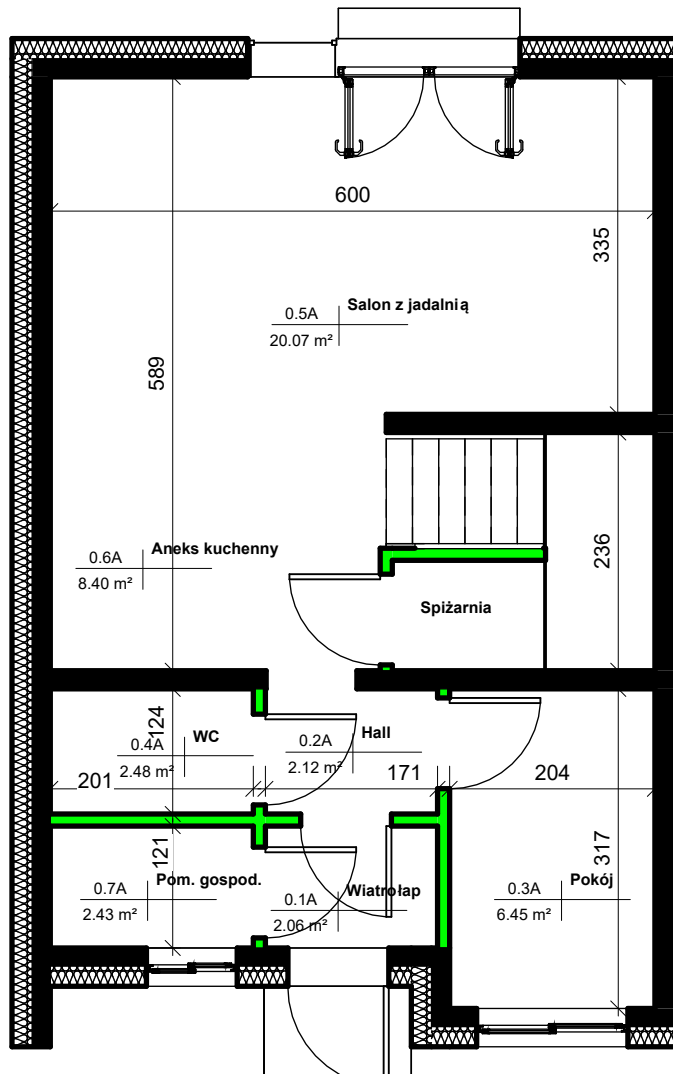 600
335
Salon z jadalnią
0.5A
20.07 m²
589
Aneks kuchenny
0.6A
8.40 m²
236
Spiżarnia
124
WC
0.4A
2.48 m²
Hall
0.2A
2.12 m²
201
171
204
317
121
Pom. gospod.
0.7A
2.43 m²
Wiatrołap
0.1A
2.06 m²
Pokój
0.3A
6.45 m²